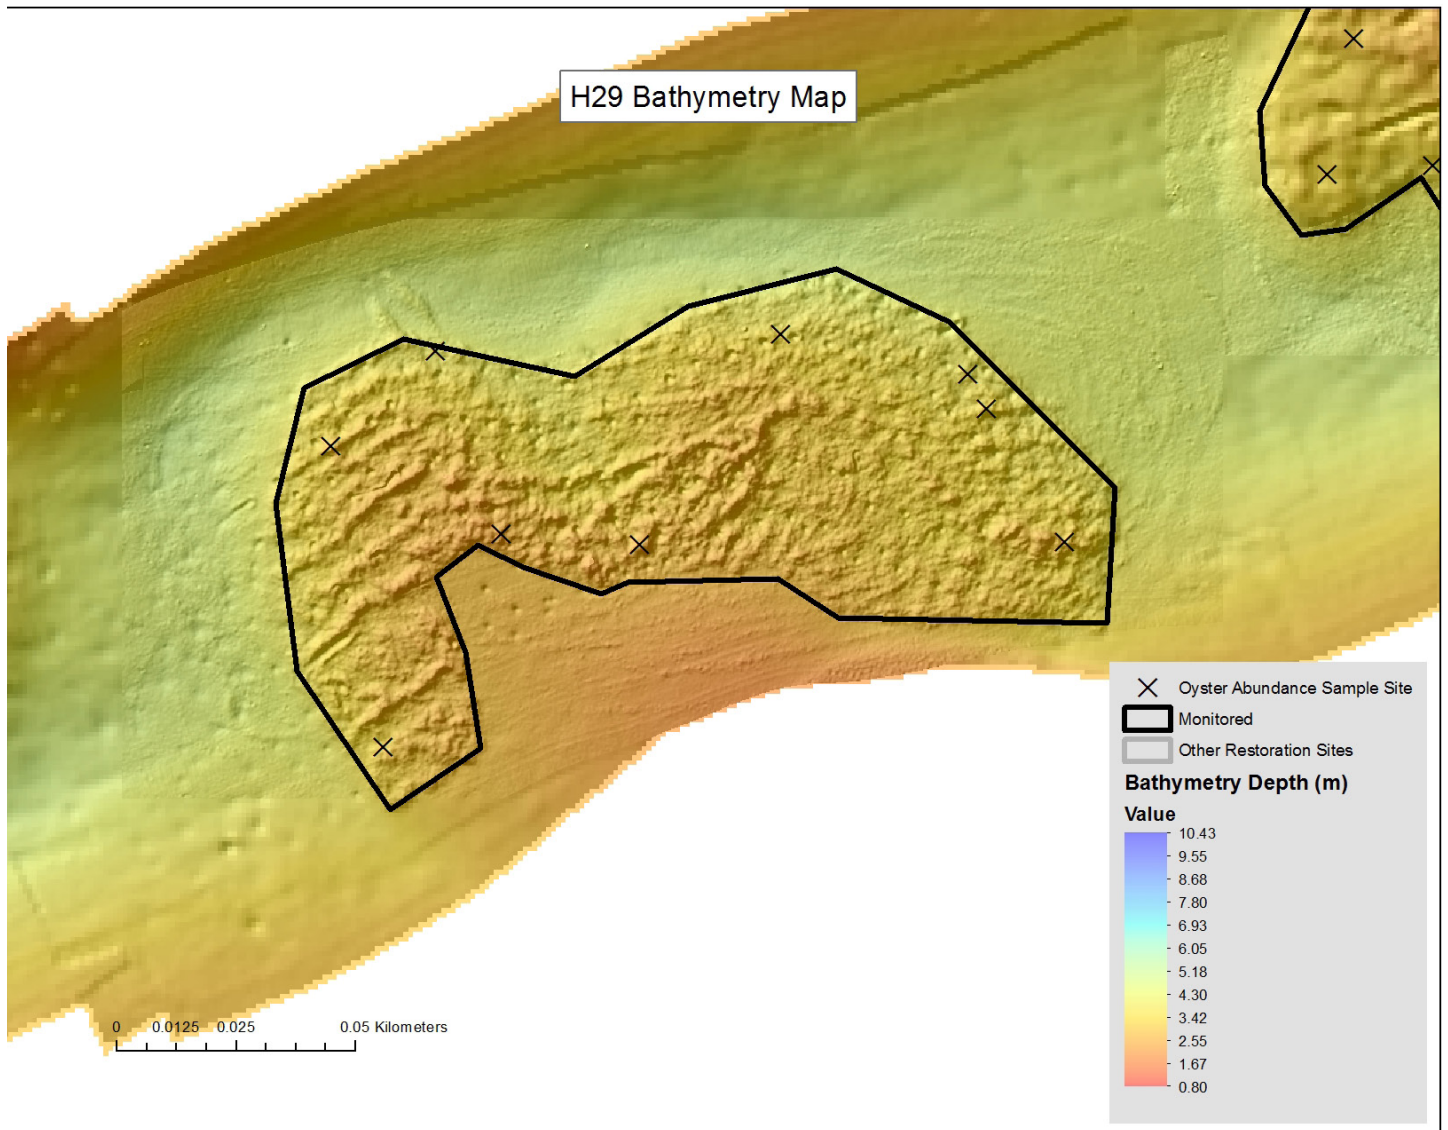 H29 Bathymetry Map
Oyster Abundance Sample Site
Monitored
Other Restoration Sites
Bathymetry Depth (m)
Value
10.43
9.55
8.68
7.80
6.93
6.05
5.18
4.30
3.42
2.55
1.67
0.80
0 0.0125 0.025 0.05 Kilometers